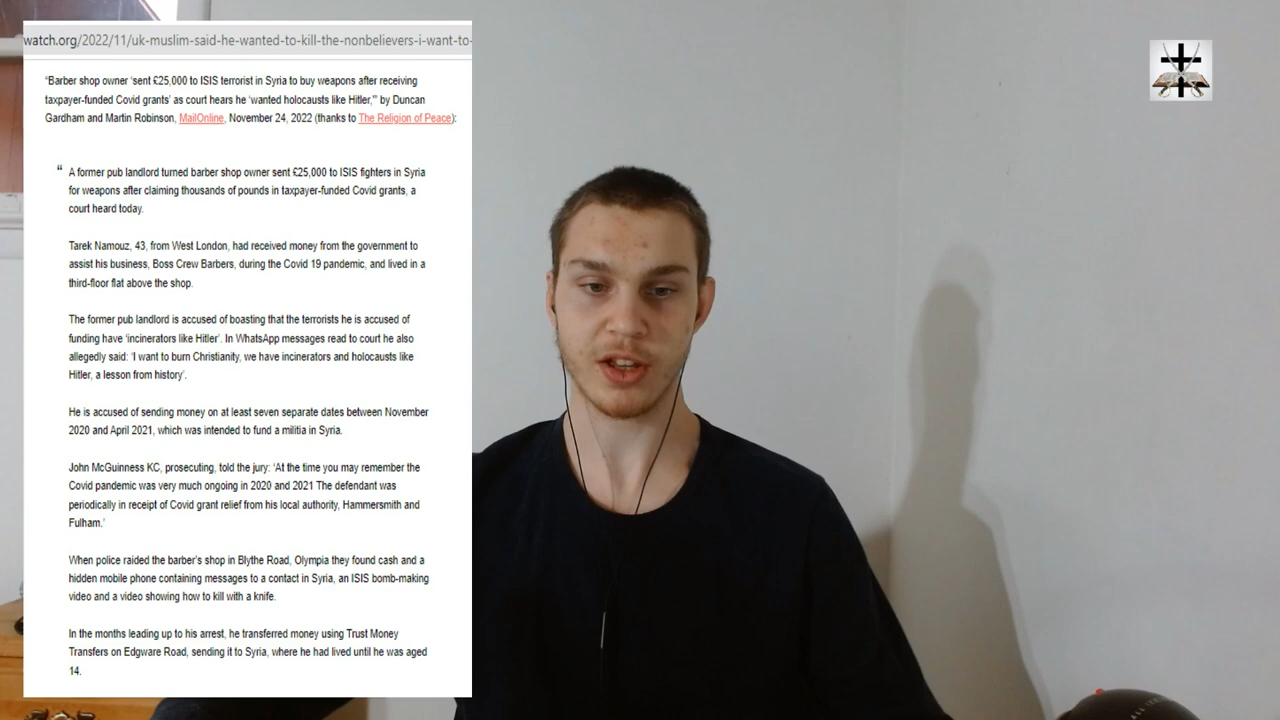 watch.org/2022/11/uk-muslim-said-he-wanted-to-kill-the-nonbelievers-i-want-to-
“Barber shop owner ‘sent £25,000 to ISIS terrorist in Syria to buy weapons after receiving
taxpayer-funded Covid grants’ as court hears he ‘wanted holocausts like Hitler,’” by Duncan
Gardham and Martin Robinson, MailOnline, November 24, 2022 (thanks to The Religion of Peace):
“ A former pub landlord turned barber shop owner sent £25,000 to ISIS fighters in Syria
for weapons after claiming thousands of pounds in taxpayer-funded Covid grants, a
court heard today.
Tarek Namouz, 43, from West London, had received money from the government to
assist his business, Boss Crew Barbers, during the Covid 19 pandemic, and lived in a
third-floor flat above the shop.
The former pub landlord is accused of boasting that the terrorists he is accused of
funding have ‘incinerators like Hitler’. In WhatsApp messages read to court he also
allegedly said: ‘I want to burn Christianity, we have incinerators and holocausts like
Hitler, a lesson from history’.
He is accused of sending money on at least seven separate dates between November
2020 and April 2021, which was intended to fund a militia in Syria.
John McGuinness KC, prosecuting, told the jury: ‘At the time you may remember the
Covid pandemic was very much ongoing in 2020 and 2021 The defendant was
periodically in receipt of Covid grant relief from his local authority, Hammersmith and
Fulham.’
When police raided the barber’s shop in Blythe Road, Olympia they found cash and a
hidden mobile phone containing messages to a contact in Syria, an ISIS bomb-making
video and a video showing how to kill with a knife.
In the months leading up to his arrest, he transferred money using Trust Money
Transfers on Edgware Road, sending it to Syria, where he had lived until he was aged
14.